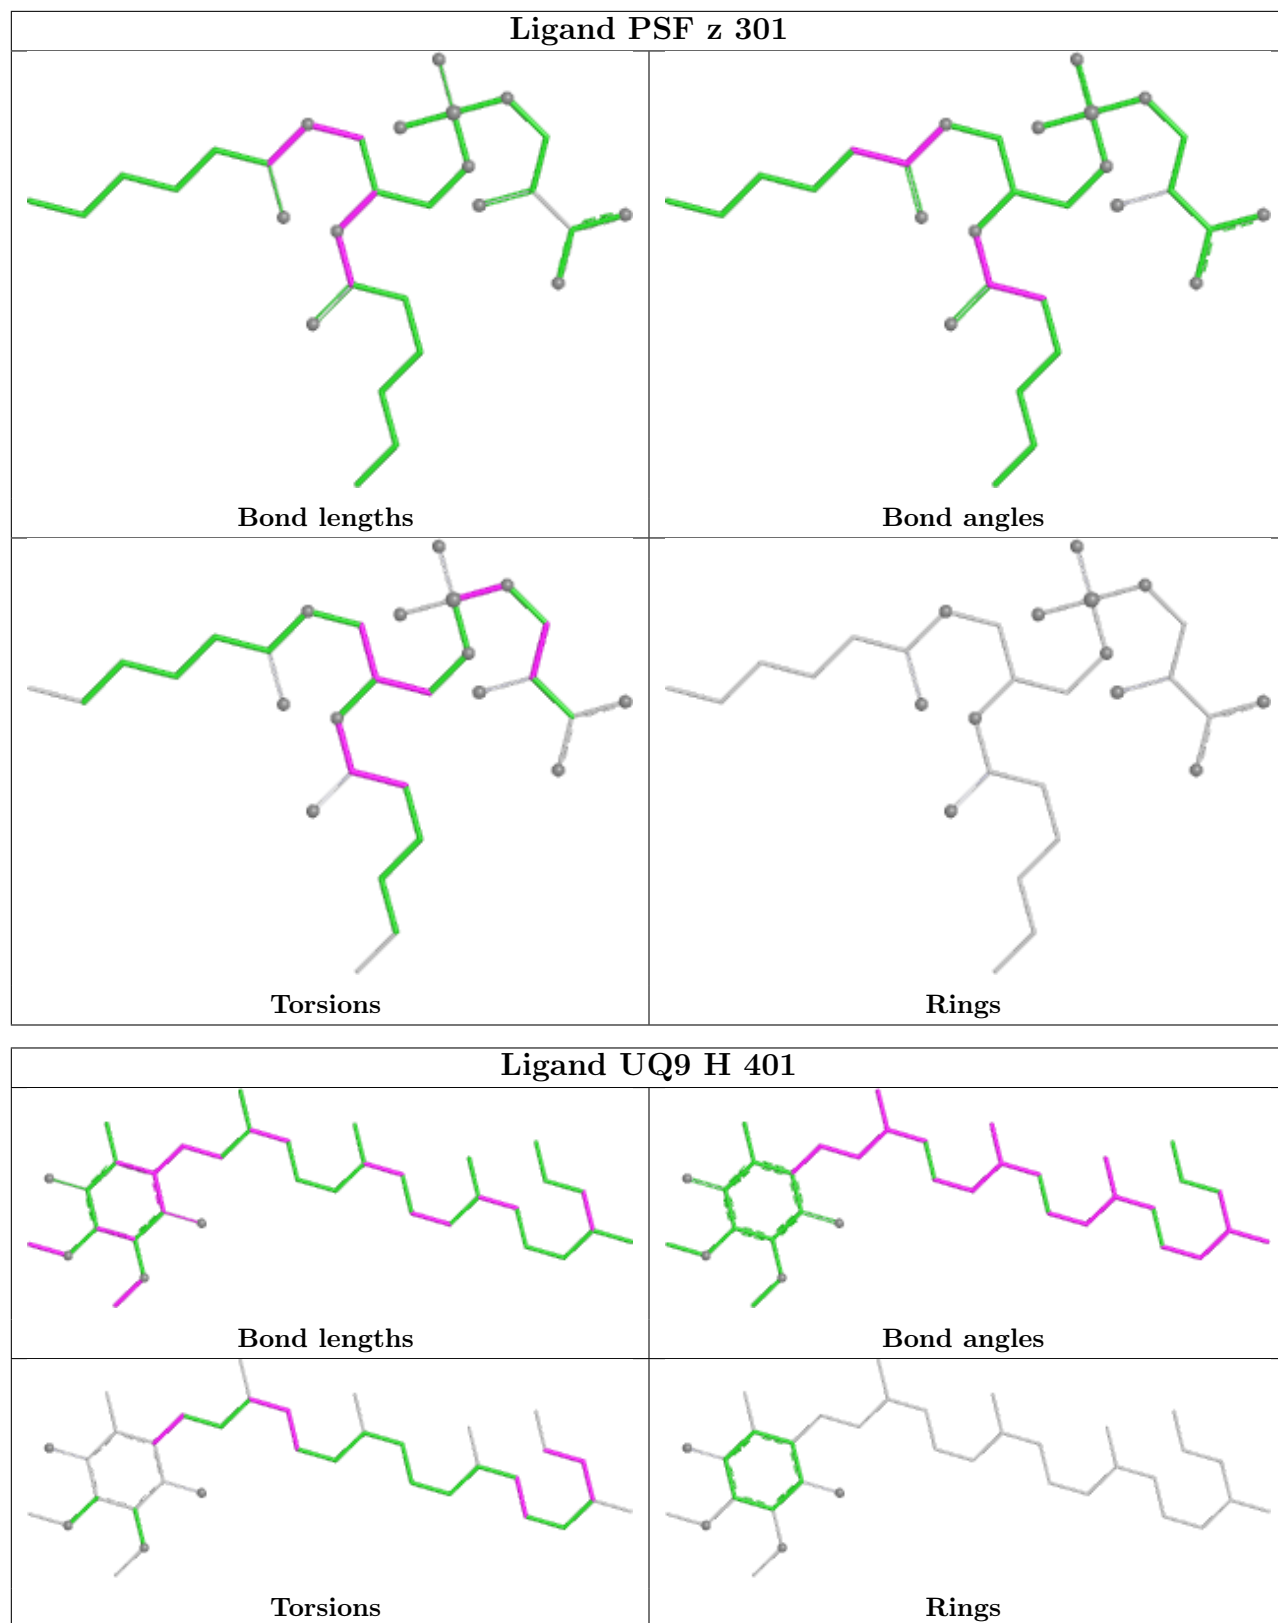 Ligand PSF z 301
Bond lengths
Bond angles
Torsions
Rings
Ligand UQ9 H 401
Bond lengths
Bond angles
Torsions
Rings